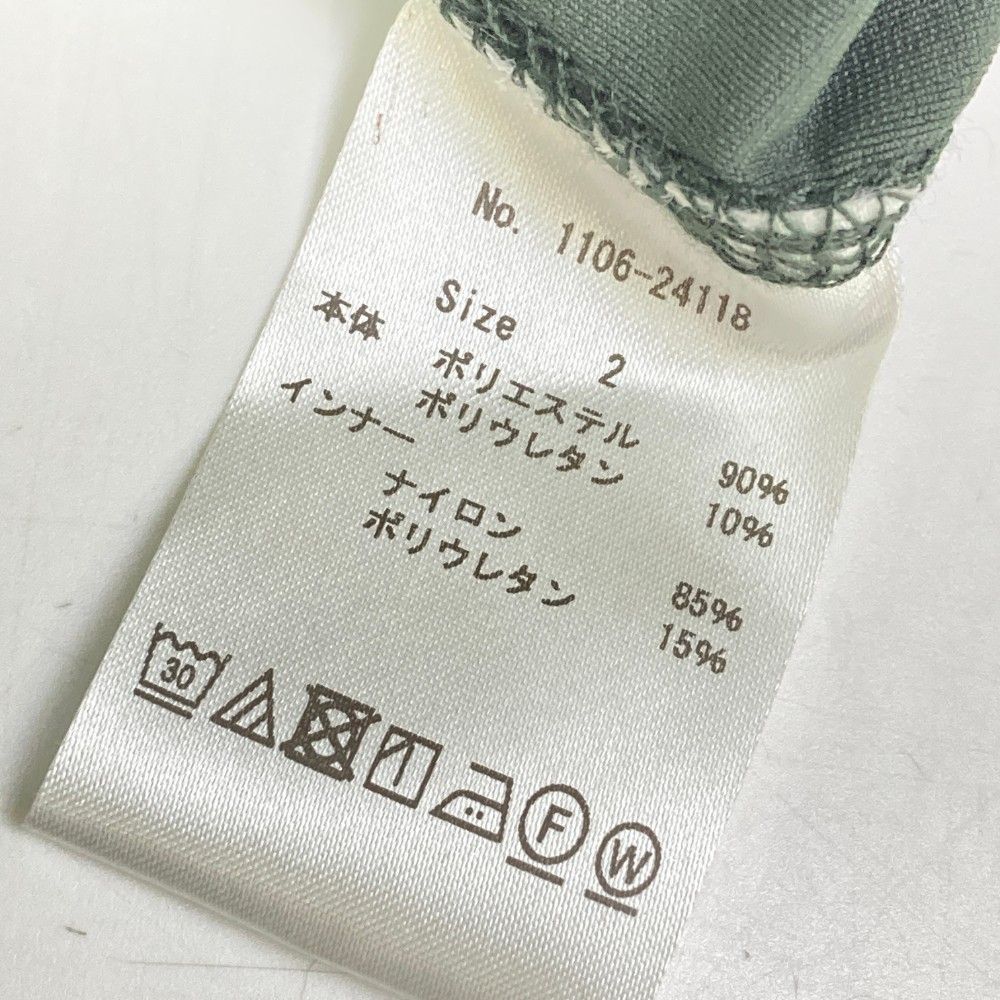 No. 1106-24118
Size 2
本体
ポリエステル 90%
ポリウレタン 10%
インナー
ナイロン 85%
ポリウレタン 15%
30
F
W